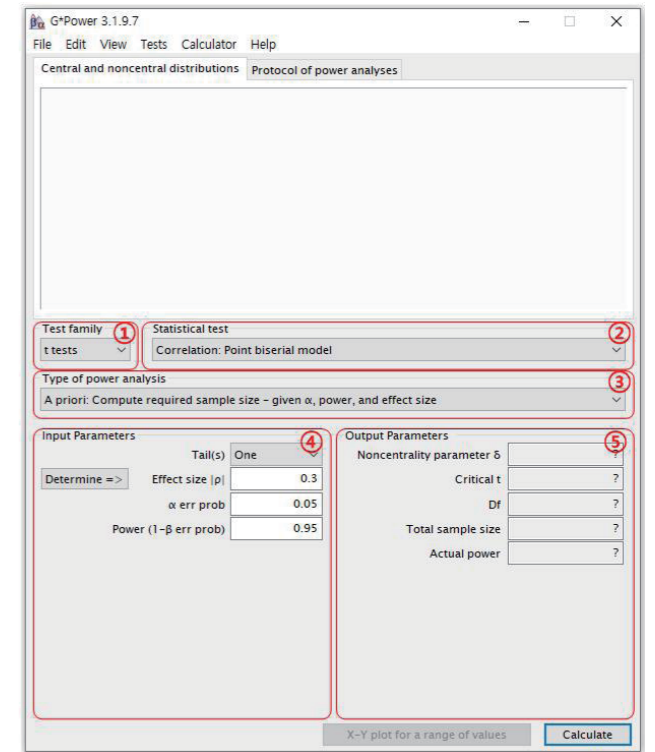 G*Power 3.1.9.7
File Edit View Tests Calculator Help
Central and noncentral distributions Protocol of power analyses
Test family ① Statistical test ②
t tests Correlation: Point biserial model
Type of power analysis ③
A priori: Compute required sample size – given α, power, and effect size
Input Parameters ④ Output Parameters ⑤
Tail(s) One Noncentrality parameter δ ?
Determine => Effect size |ρ| 0.3 Critical t ?
α err prob 0.05 Df ?
Power (1-β err prob) 0.95 Total sample size ?
Actual power ?
X-Y plot for a range of values Calculate